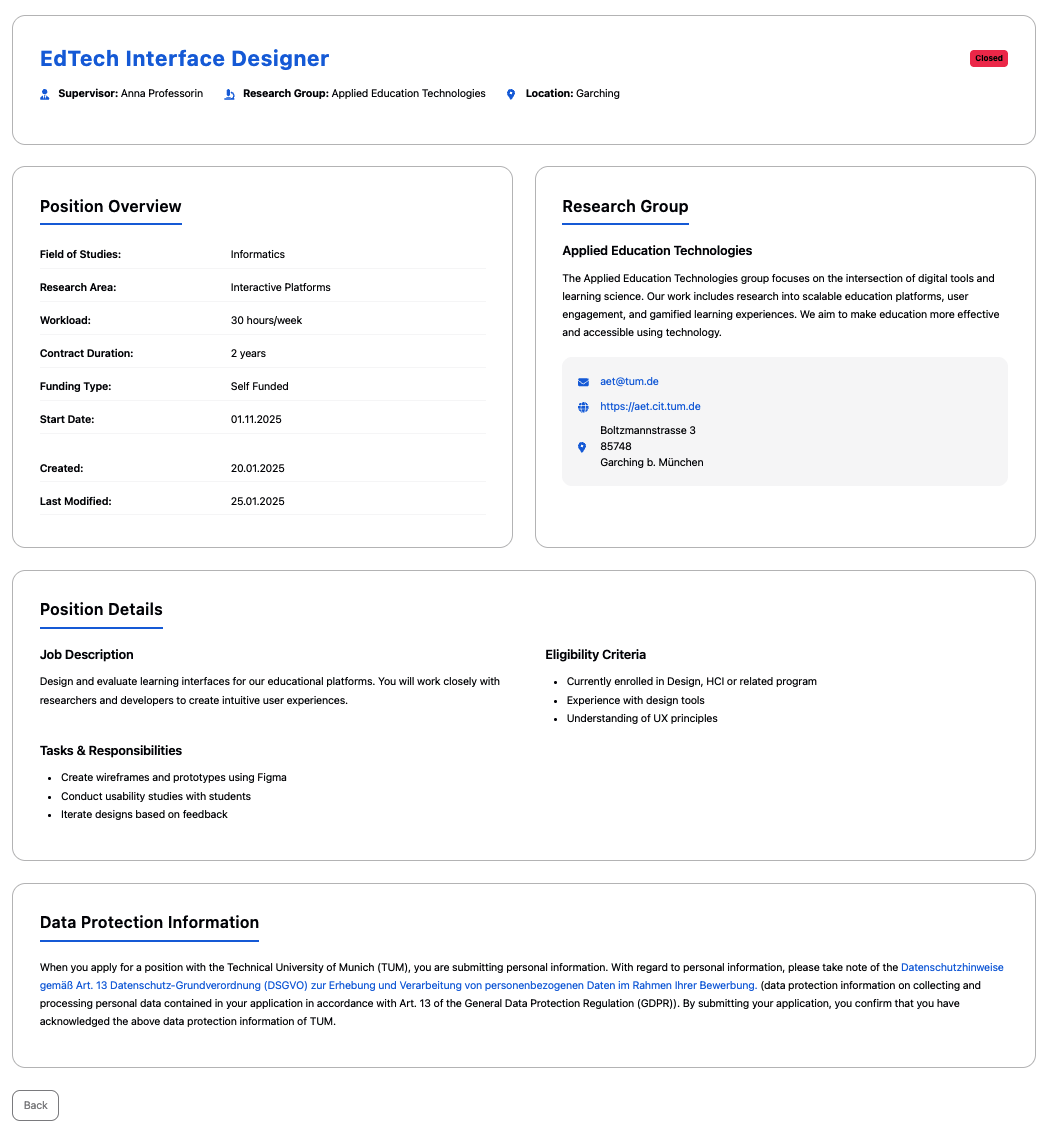 EdTech Interface Designer
Closed
Supervisor: Anna Professorin Research Group: Applied Education Technologies Location: Garching
Position Overview
Field of Studies: Informatics
Research Area: Interactive Platforms
Workload: 30 hours/week
Contract Duration: 2 years
Funding Type: Self Funded
Start Date: 01.11.2025
Created: 20.01.2025
Last Modified: 25.01.2025
Research Group
Applied Education Technologies
The Applied Education Technologies group focuses on the intersection of digital tools and
learning science. Our work includes research into scalable education platforms, user
engagement, and gamified learning experiences. We aim to make education more effective
and accessible using technology.
aet@tum.de
https://aet.cit.tum.de
Boltzmannstrasse 3
85748
Garching b. München
Position Details
Job Description
Design and evaluate learning interfaces for our educational platforms. You will work closely with
researchers and developers to create intuitive user experiences.
Tasks & Responsibilities
• Create wireframes and prototypes using Figma
• Conduct usability studies with students
• Iterate designs based on feedback
Eligibility Criteria
• Currently enrolled in Design, HCI or related program
• Experience with design tools
• Understanding of UX principles
Data Protection Information
When you apply for a position with the Technical University of Munich (TUM), you are submitting personal information. With regard to personal information, please take note of the Datenschutzhinweise
gemäß Art. 13 Datenschutz-Grundverordnung (DSGVO) zur Erhebung und Verarbeitung von personenbezogenen Daten im Rahmen Ihrer Bewerbung. (data protection information on collecting and
processing personal data contained in your application in accordance with Art. 13 of the General Data Protection Regulation (GDPR)). By submitting your application, you confirm that you have
acknowledged the above data protection information of TUM.
Back